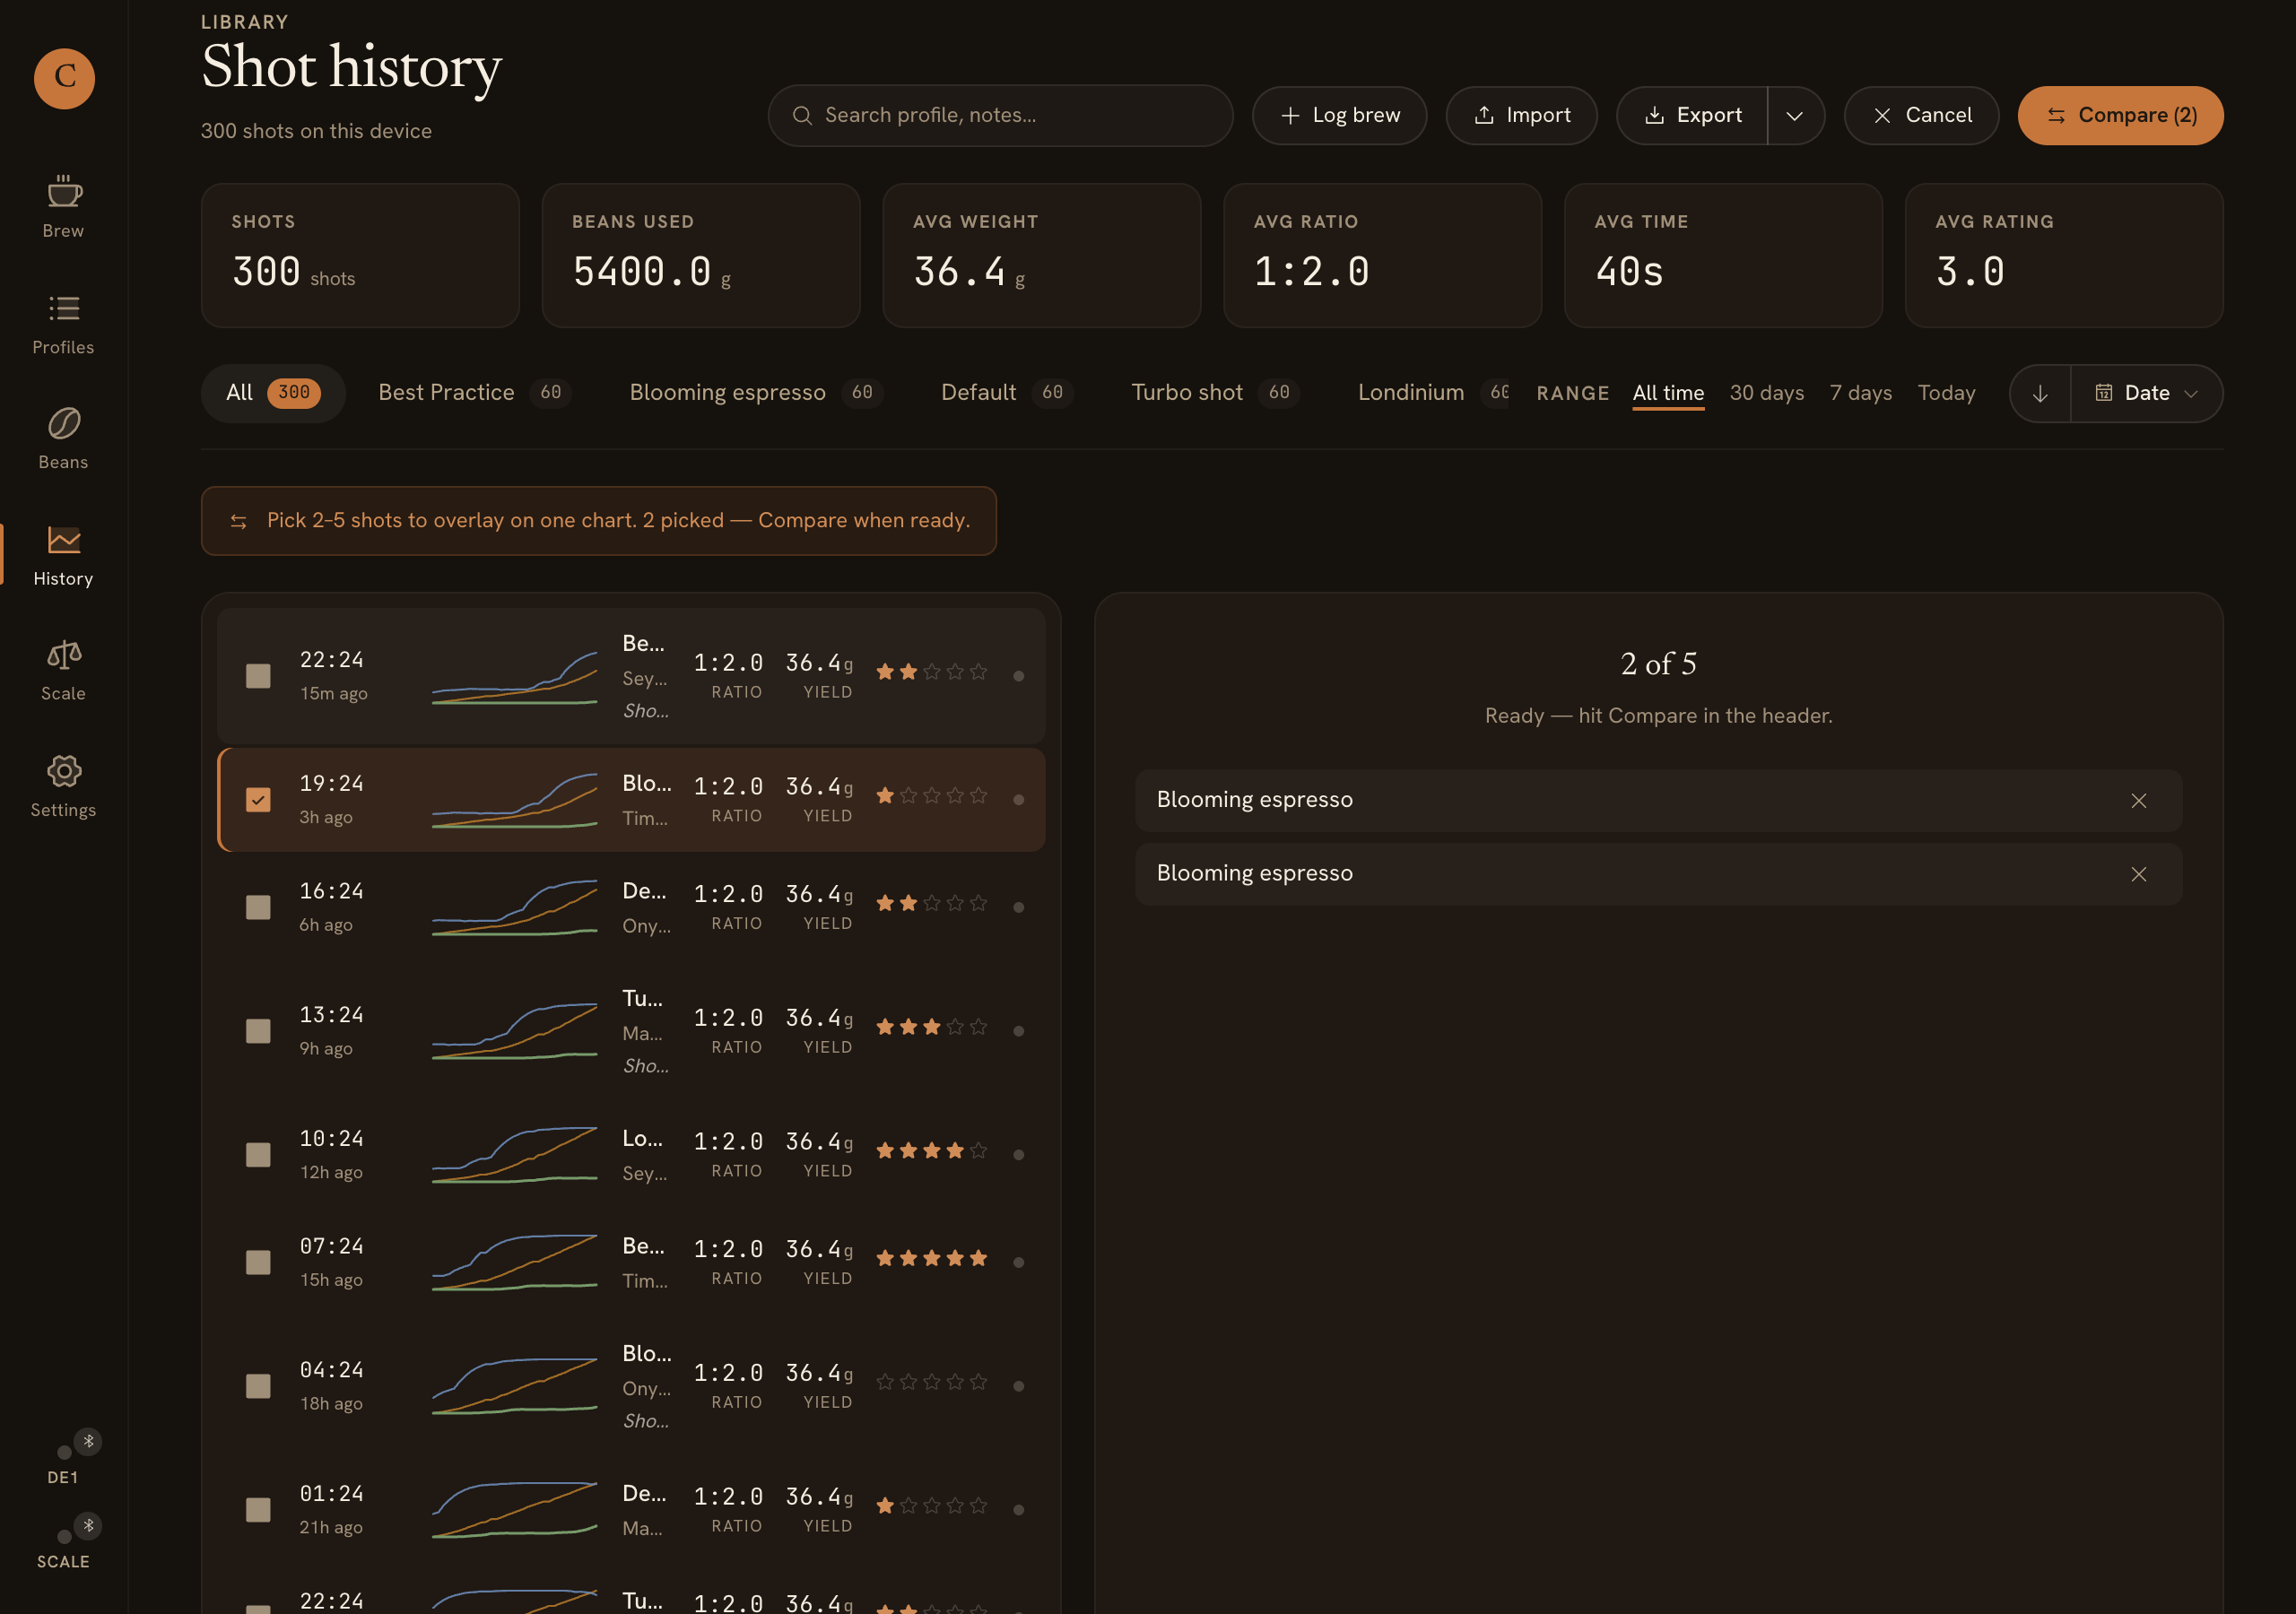 C
Brew
Profiles
Beans
History
Scale
Settings
DE1
SCALE
LIBRARY
Shot history
300 shots on this device
Search profile, notes...
Log brew
Import
Export
Cancel
Compare (2)
SHOTS
300 shots
BEANS USED
5400.0 g
AVG WEIGHT
36.4 g
AVG RATIO
1:2.0
AVG TIME
40s
AVG RATING
3.0
All 300
Best Practice 60
Blooming espresso 60
Default 60
Turbo shot 60
Londinium 60
RANGE
All time
30 days
7 days
Today
12 Date
Pick 2–5 shots to overlay on one chart. 2 picked — Compare when ready.
22:24
15m ago
Be...
Sey...
Sho...
1:2.0
RATIO
36.4g
YIELD
19:24
3h ago
Blo...
Tim...
1:2.0
RATIO
36.4g
YIELD
16:24
6h ago
De...
Ony...
1:2.0
RATIO
36.4g
YIELD
13:24
9h ago
Tu...
Ma...
Sho...
1:2.0
RATIO
36.4g
YIELD
10:24
12h ago
Lo...
Sey...
1:2.0
RATIO
36.4g
YIELD
07:24
15h ago
Be...
Tim...
1:2.0
RATIO
36.4g
YIELD
04:24
18h ago
Blo...
Ony...
Sho...
1:2.0
RATIO
36.4g
YIELD
01:24
21h ago
De...
Ma...
1:2.0
RATIO
36.4g
YIELD
22:24
Tu...
1:2.0
36.4g
2 of 5
Ready — hit Compare in the header.
Blooming espresso
Blooming espresso